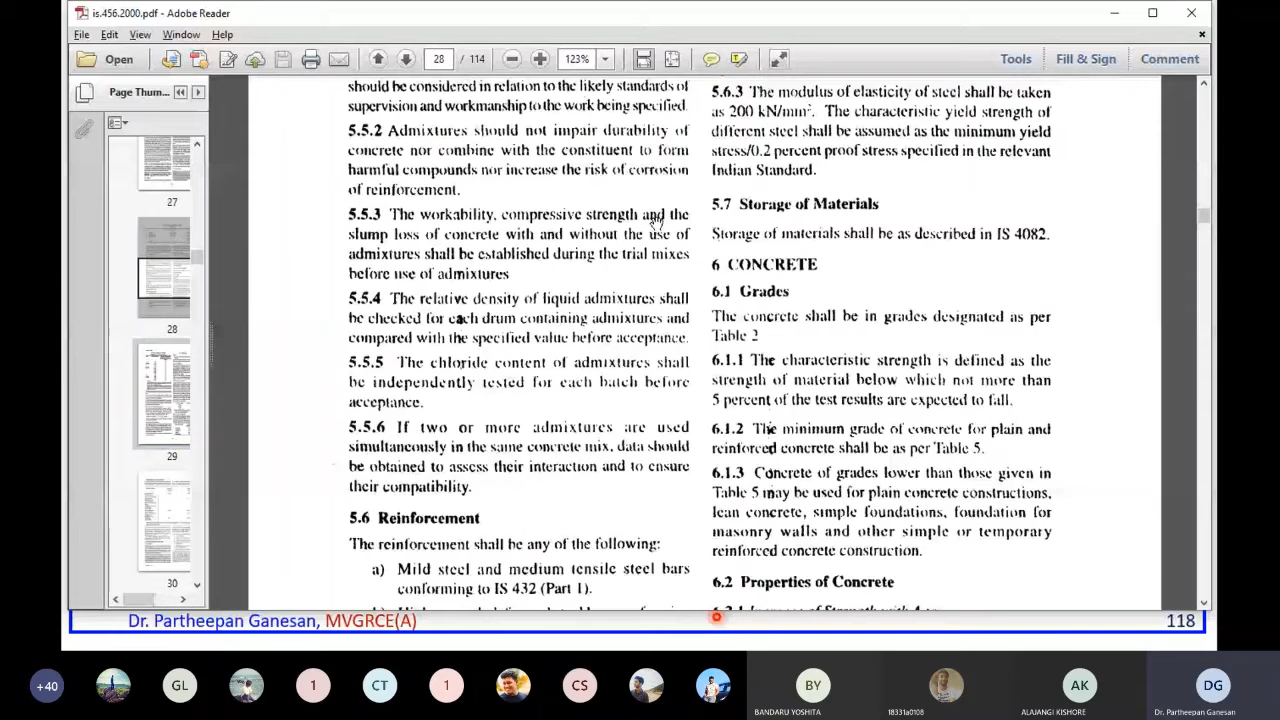 is.456.2000.pdf - Adobe Reader
File Edit View Window Help
Open
28 / 114
123%
Tools Fill & Sign Comment
Page Thum...
27
28
29
30
should be considered in relation to the likely standards of
supervision and workmanship to the work being specified.
5.5.2 Admixtures should not impair durability of
concrete nor combine with the constituent to form
harmful compounds nor increase the risk of corrosion
of reinforcement.
5.5.3 The workability, compressive strength and the
slump loss of concrete with and without the use of
admixtures shall be established during the trial mixes
before use of admixtures
5.5.4 The relative density of liquid admixtures shall
be checked for each drum containing admixtures and
compared with the specified value before acceptance.
5.5.5 The chloride content of admixtures shall
be independently tested for each batch before
acceptance.
5.5.6 If two or more admixtures are used
simultaneously in the same concrete mix, data should
be obtained to assess their interaction and to ensure
their compatibility.
5.6 Reinforcement
The reinforcement shall be any of the following:
a) Mild steel and medium tensile steel bars
conforming to IS 432 (Part 1).
5.6.3 The modulus of elasticity of steel shall be taken
as 200 kN/mm². The characteristic yield strength of
different steel shall be assumed as the minimum yield
stress/0.2 percent proof stress specified in the relevant
Indian Standard.
5.7 Storage of Materials
Storage of materials shall be as described in IS 4082.
6 CONCRETE
6.1 Grades
The concrete shall be in grades designated as per
Table 2
6.1.1 The characteristic strength is defined as the
strength of material below which not more than
5 percent of the test results are expected to fall.
6.1.2 The minimum grade of concrete for plain and
reinforced concrete shall be as per Table 5.
6.1.3 Concrete of grades lower than those given in
Table 5 may be used for plain concrete constructions,
lean concrete, simple foundations, foundation for
masonry walls and other simple or temporary
reinforced concrete construction.
6.2 Properties of Concrete
Dr. Partheepan Ganesan, MVGRCE(A)
118
+40 GL 1 CT 1 CS BY AK DG
BANDARU YOSHITA 18331a0108 ALAJANGI KISHORE Dr. Partheepan Ganesan